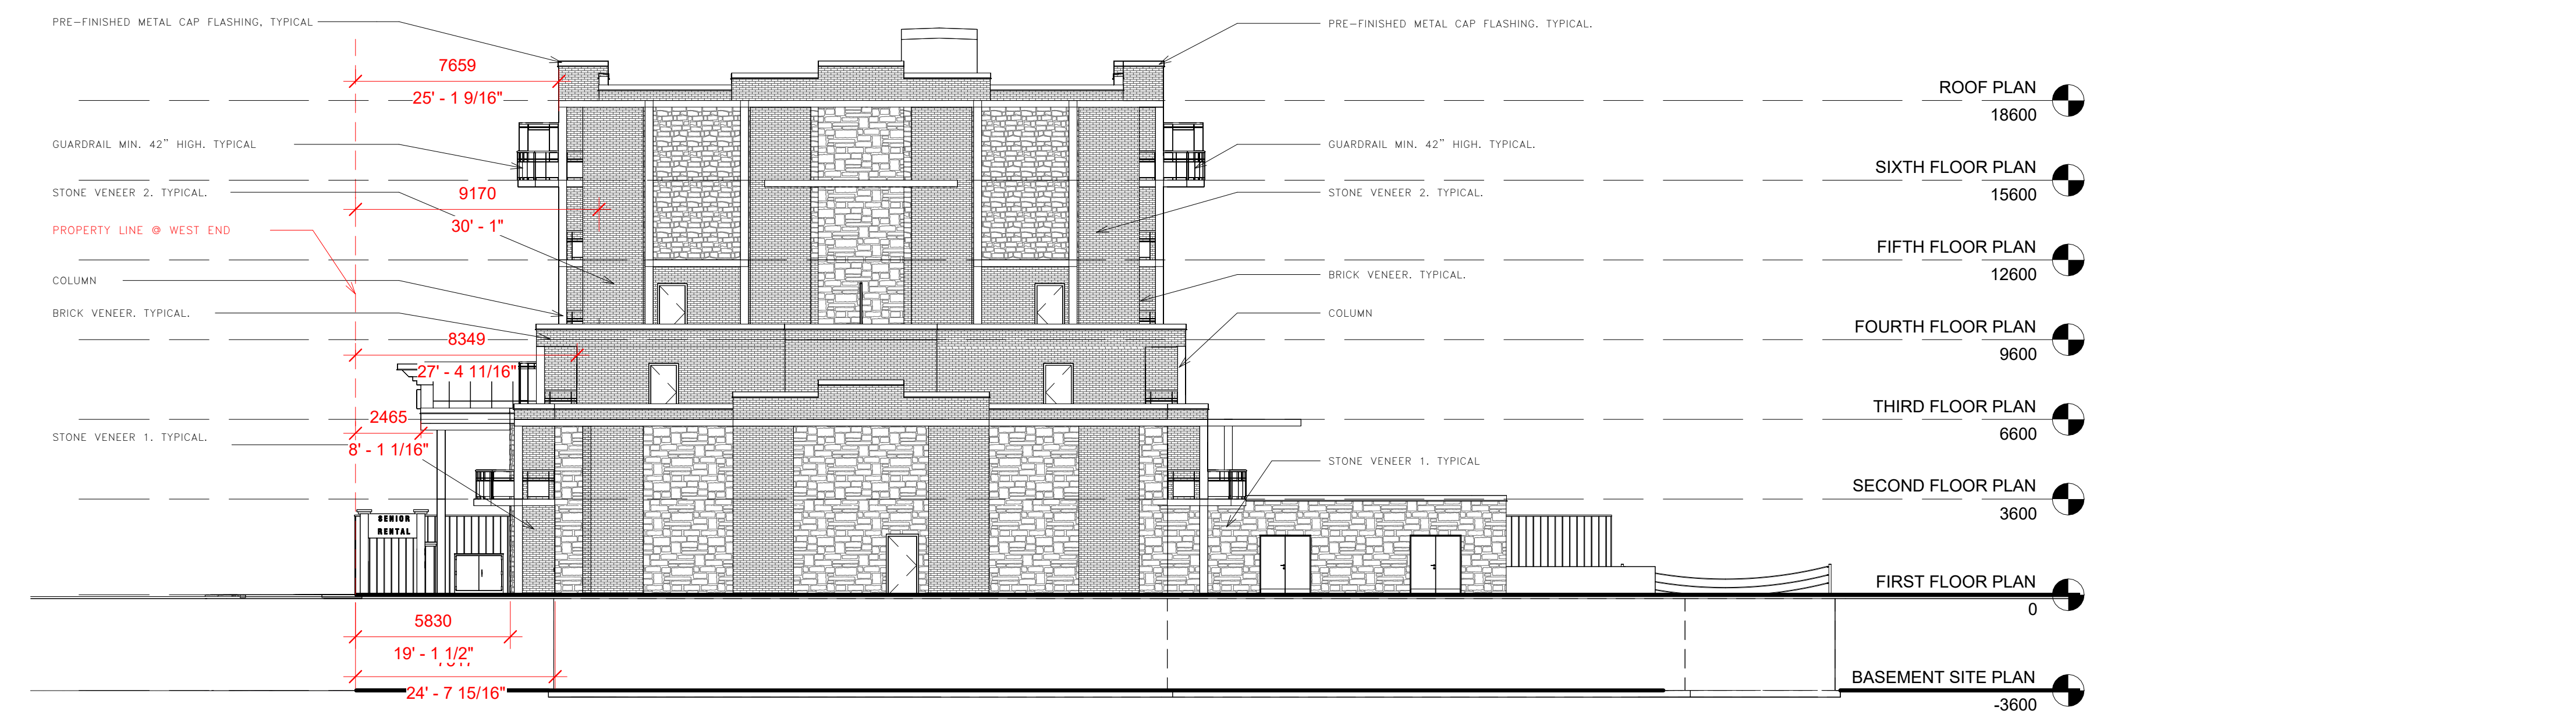 PRE-FINISHED METAL CAP FLASHING, TYPICAL
PRE-FINISHED METAL CAP FLASHING. TYPICAL.
7659
25' - 1 9/16"
ROOF PLAN
18600
GUARDRAIL MIN. 42" HIGH. TYPICAL
GUARDRAIL MIN. 42" HIGH. TYPICAL.
SIXTH FLOOR PLAN
15600
STONE VENEER 2. TYPICAL.
9170
30' - 1"
STONE VENEER 2. TYPICAL.
PROPERTY LINE @ WEST END
FIFTH FLOOR PLAN
12600
COLUMN
BRICK VENEER. TYPICAL.
BRICK VENEER. TYPICAL.
COLUMN
FOURTH FLOOR PLAN
9600
8349
27' - 4 11/16"
THIRD FLOOR PLAN
6600
2465
8' - 1 1/16"
STONE VENEER 1. TYPICAL.
STONE VENEER 1. TYPICAL
SECOND FLOOR PLAN
3600
SENIOR
RENTAL
FIRST FLOOR PLAN
0
5830
19' - 1 1/2"
24' - 7 15/16"
BASEMENT SITE PLAN
-3600